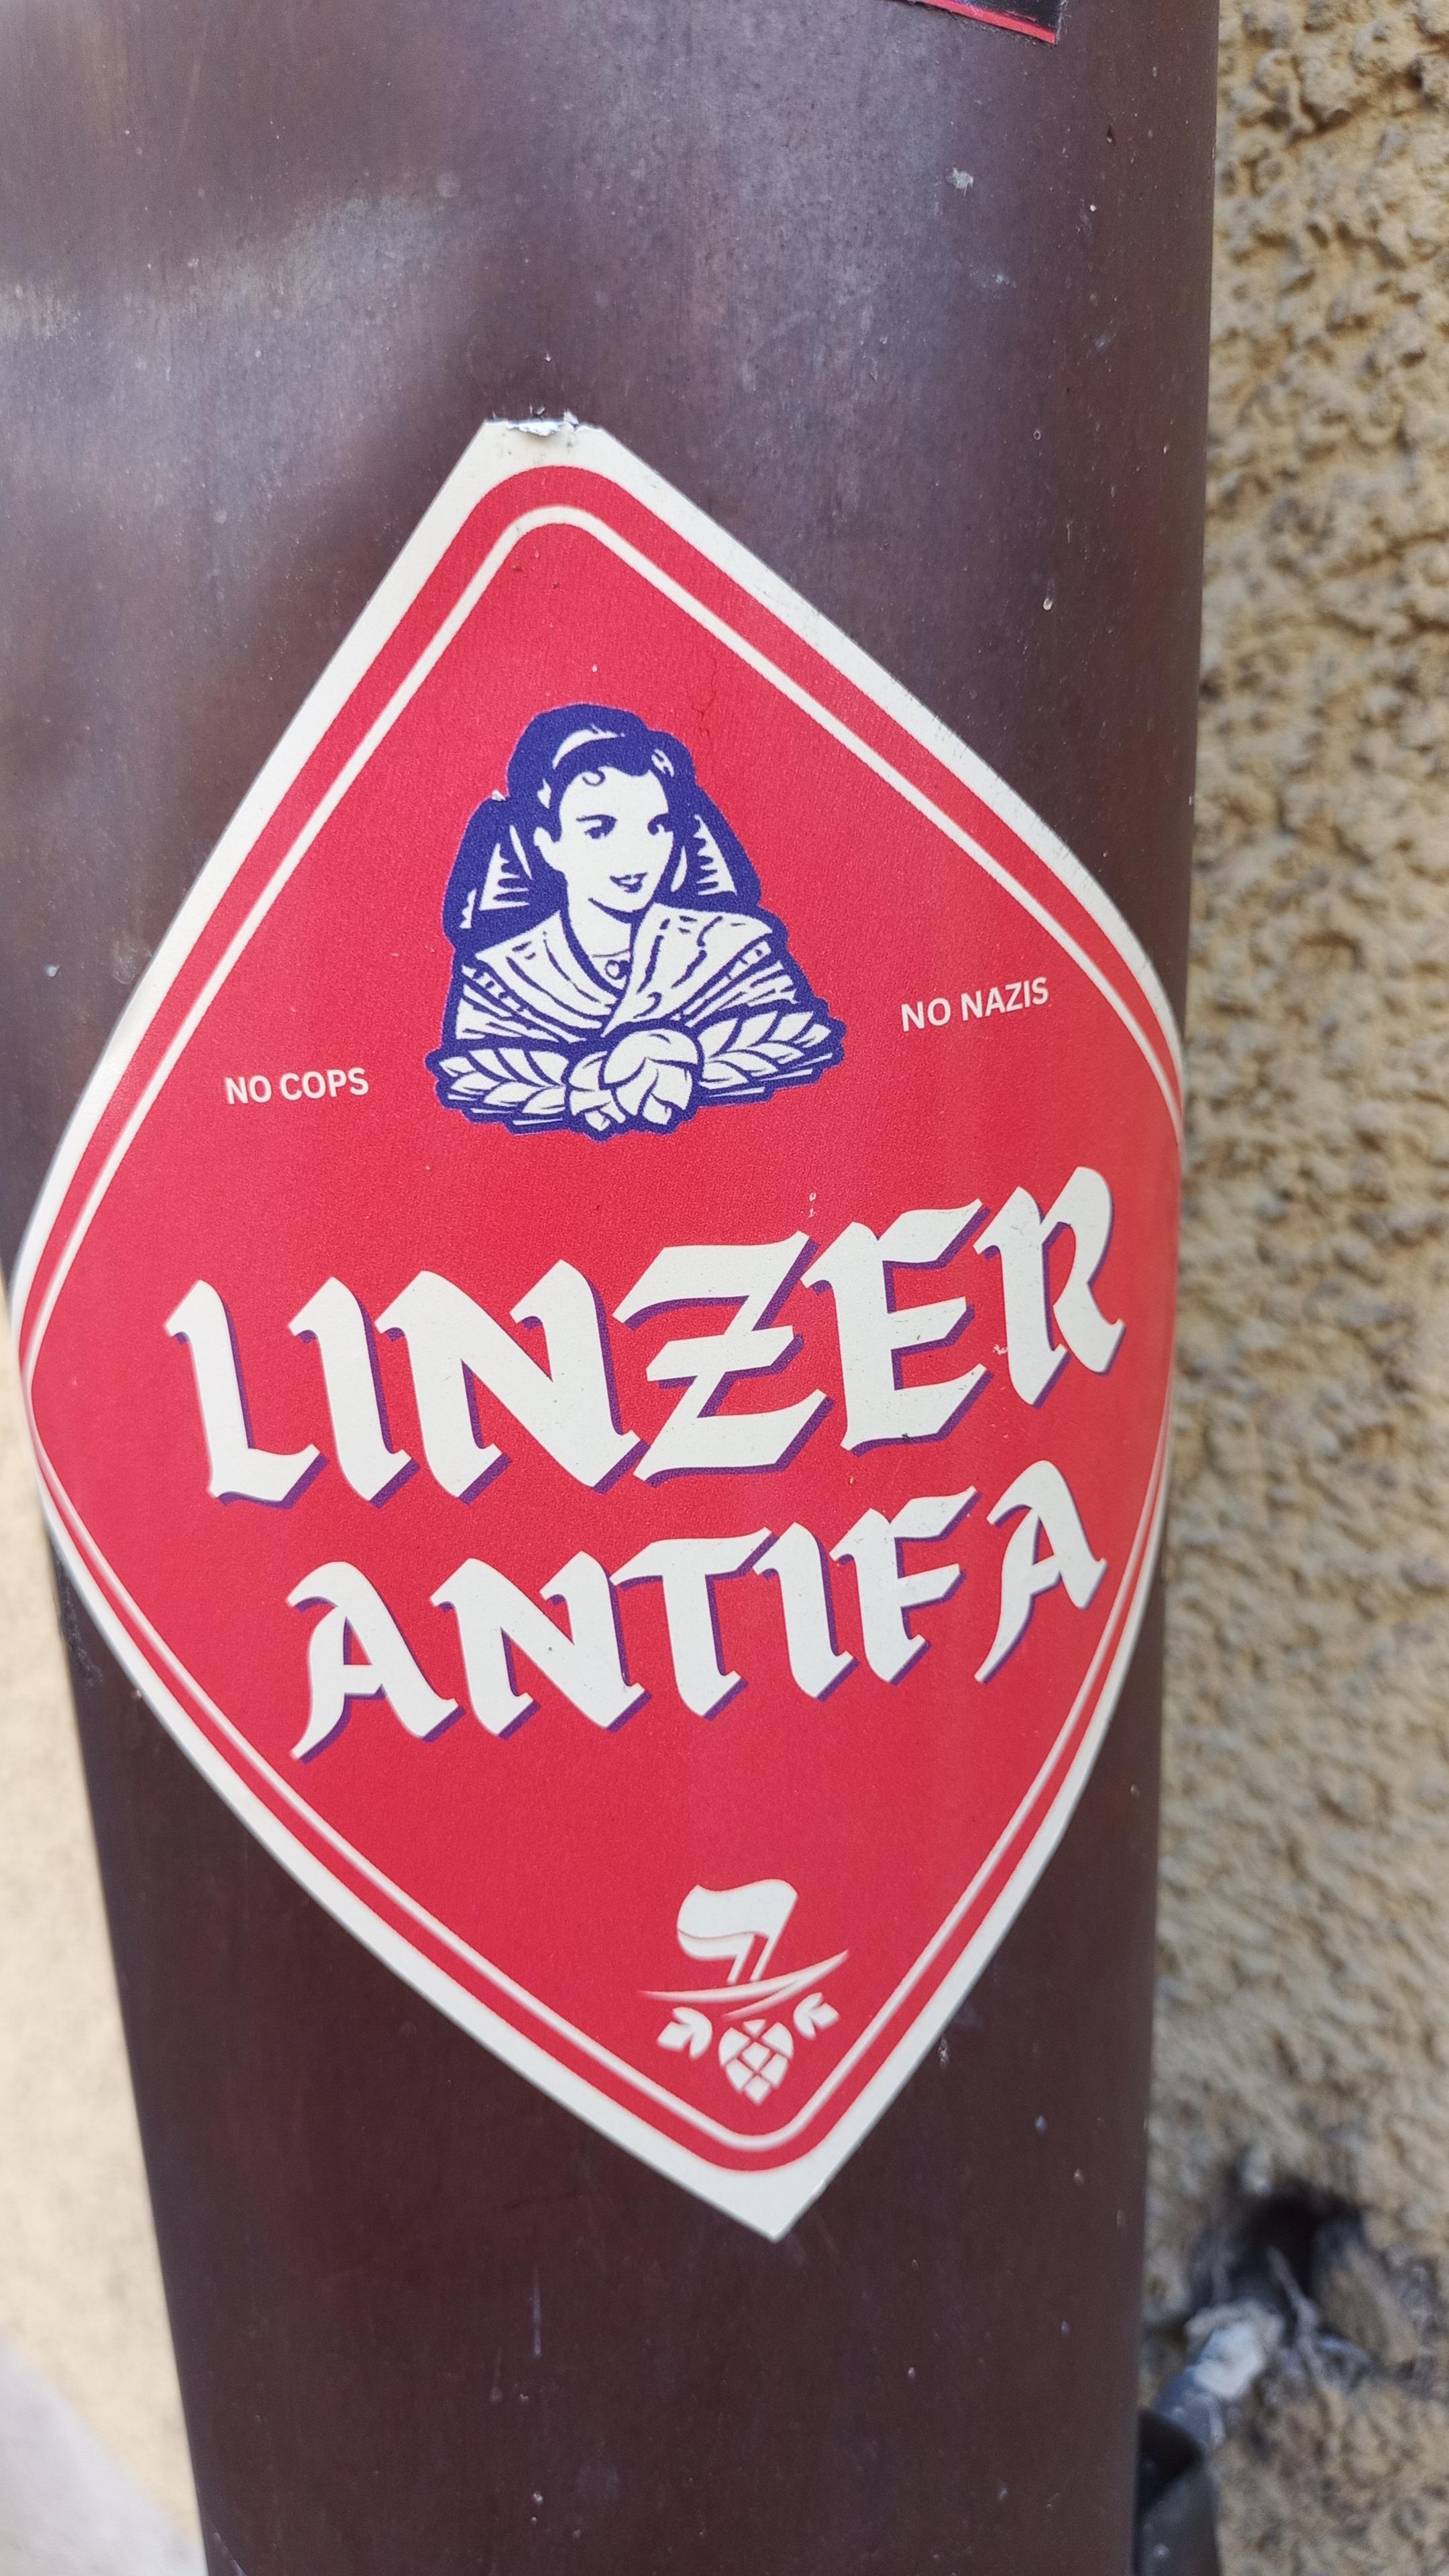 NO COPS
NO NAZIS
LINZER
ANTIFA